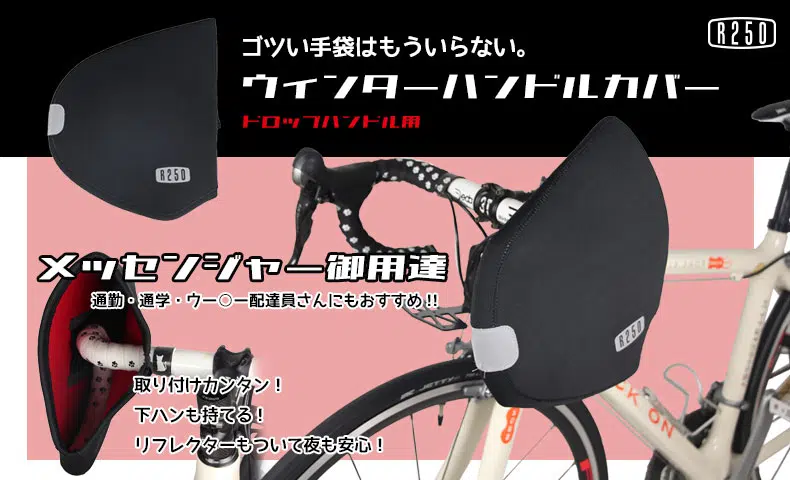 R250
ゴツい手袋はもういらない。
ウィンターハンドルカバー
ドロップハンドル用
R250
メッセンジャー御用達
通勤・通学・ウー○ー配達員さんにもおすすめ!!
R250
取り付けカンタン!
下ハンも持てる!
リフレクターもついて夜も安心!